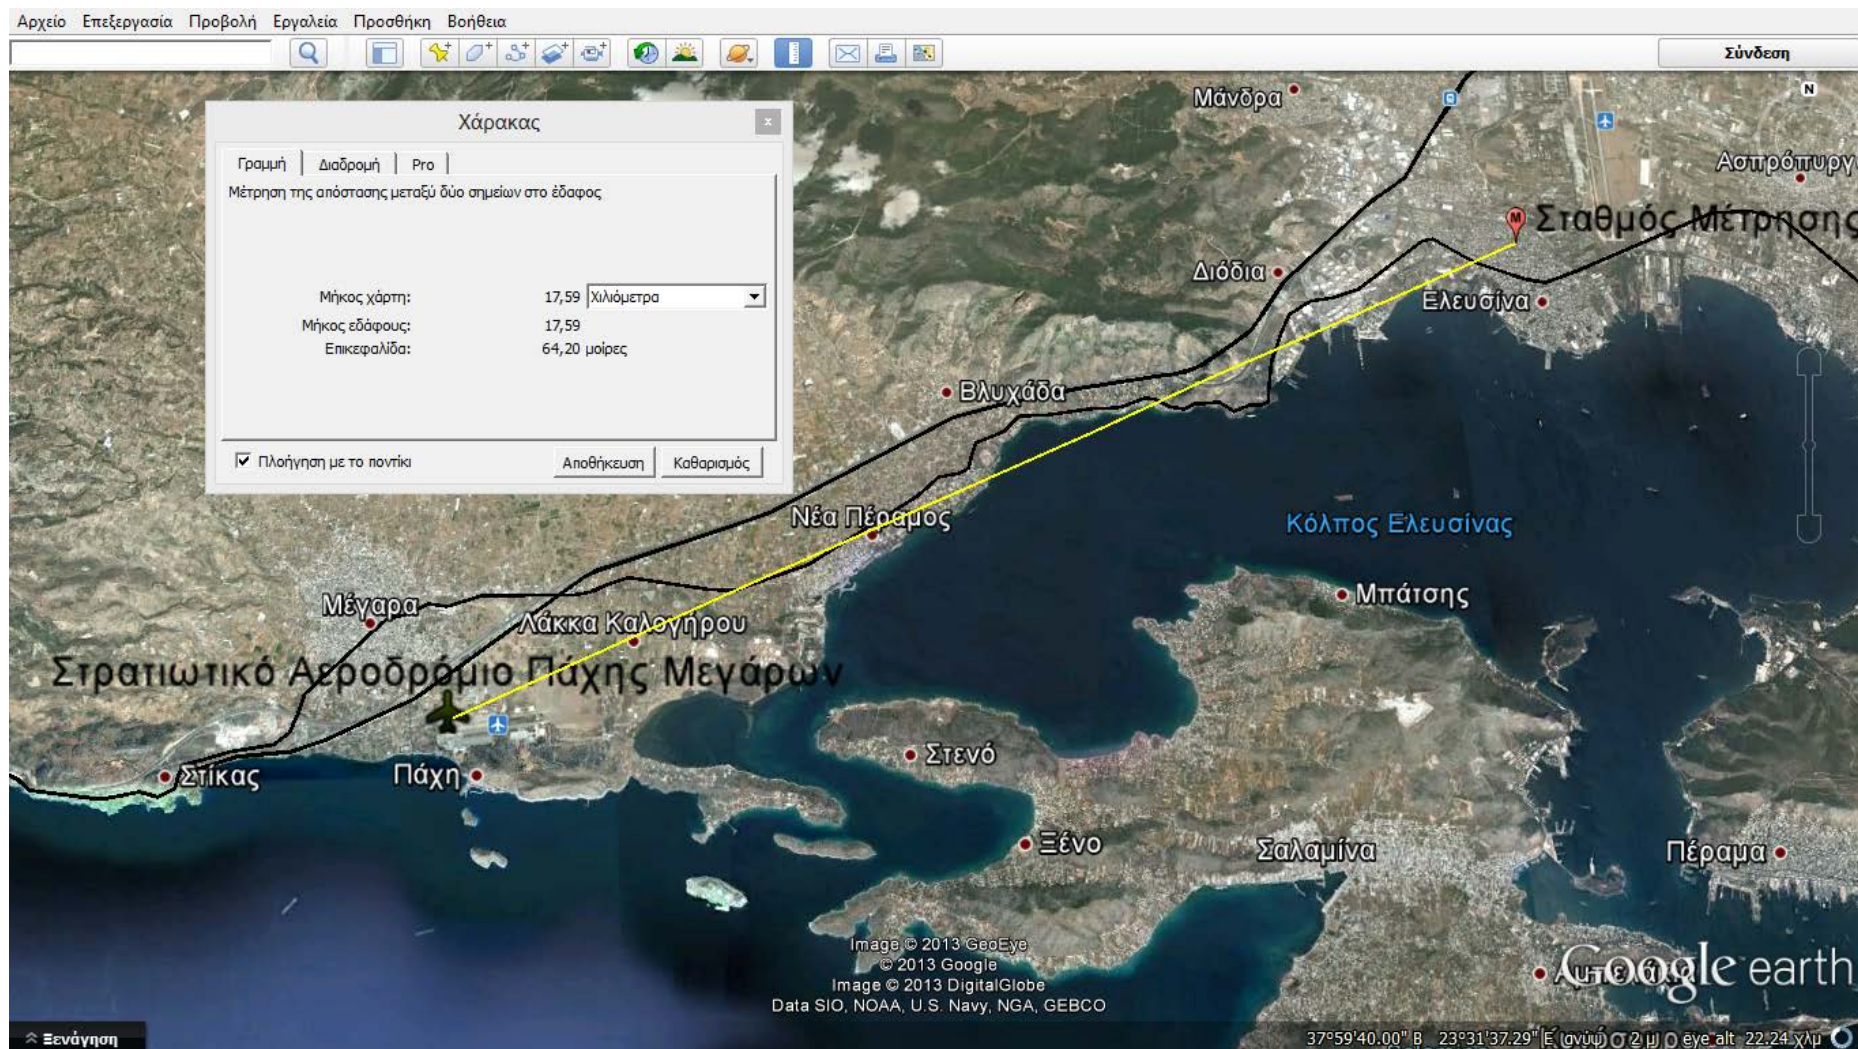 Αρχείο Επεξεργασία Προβολή Εργαλεία Προσθήκη Βοήθεια
Σύνδεση
Χάρακας
Γραμμή Διαδρομή Pro
Μέτρηση της απόστασης μεταξύ δύο σημείων στο έδαφος
Μήκος χάρτη: 17,59 Χιλιόμετρα
Μήκος εδάφους: 17,59
Επικεφαλίδα: 64,20 μοίρες
Πλοήγηση με το ποντίκι Αποθήκευση Καθαρισμός
Μάνδρα
N
Ασπρόπυργ
M
Σταθμός Μέτρησης
Διόδια
Ελευσίνα
Βλυχάδα
Νέα Πέραμος
Κόλπος Ελευσίνας
Μπάτσης
Μέγαρα
Λάκκα Καλογήρου
Στρατιωτικό Αεροδρόμιο Πάχης Μεγάρων
Στίκας
Πάχη
Στενό
Ξένο
Σαλαμίνα
Πέραμα
Image © 2013 GeoEye
© 2013 Google
Image © 2013 DigitalGlobe
Data SIO, NOAA, U.S. Navy, NGA, GEBCO
Google earth
Ξενάγηση
37°59'40.00" Β 23°31'37.29" Ε ανύψ 2 μ eye alt 22.24 χλμ